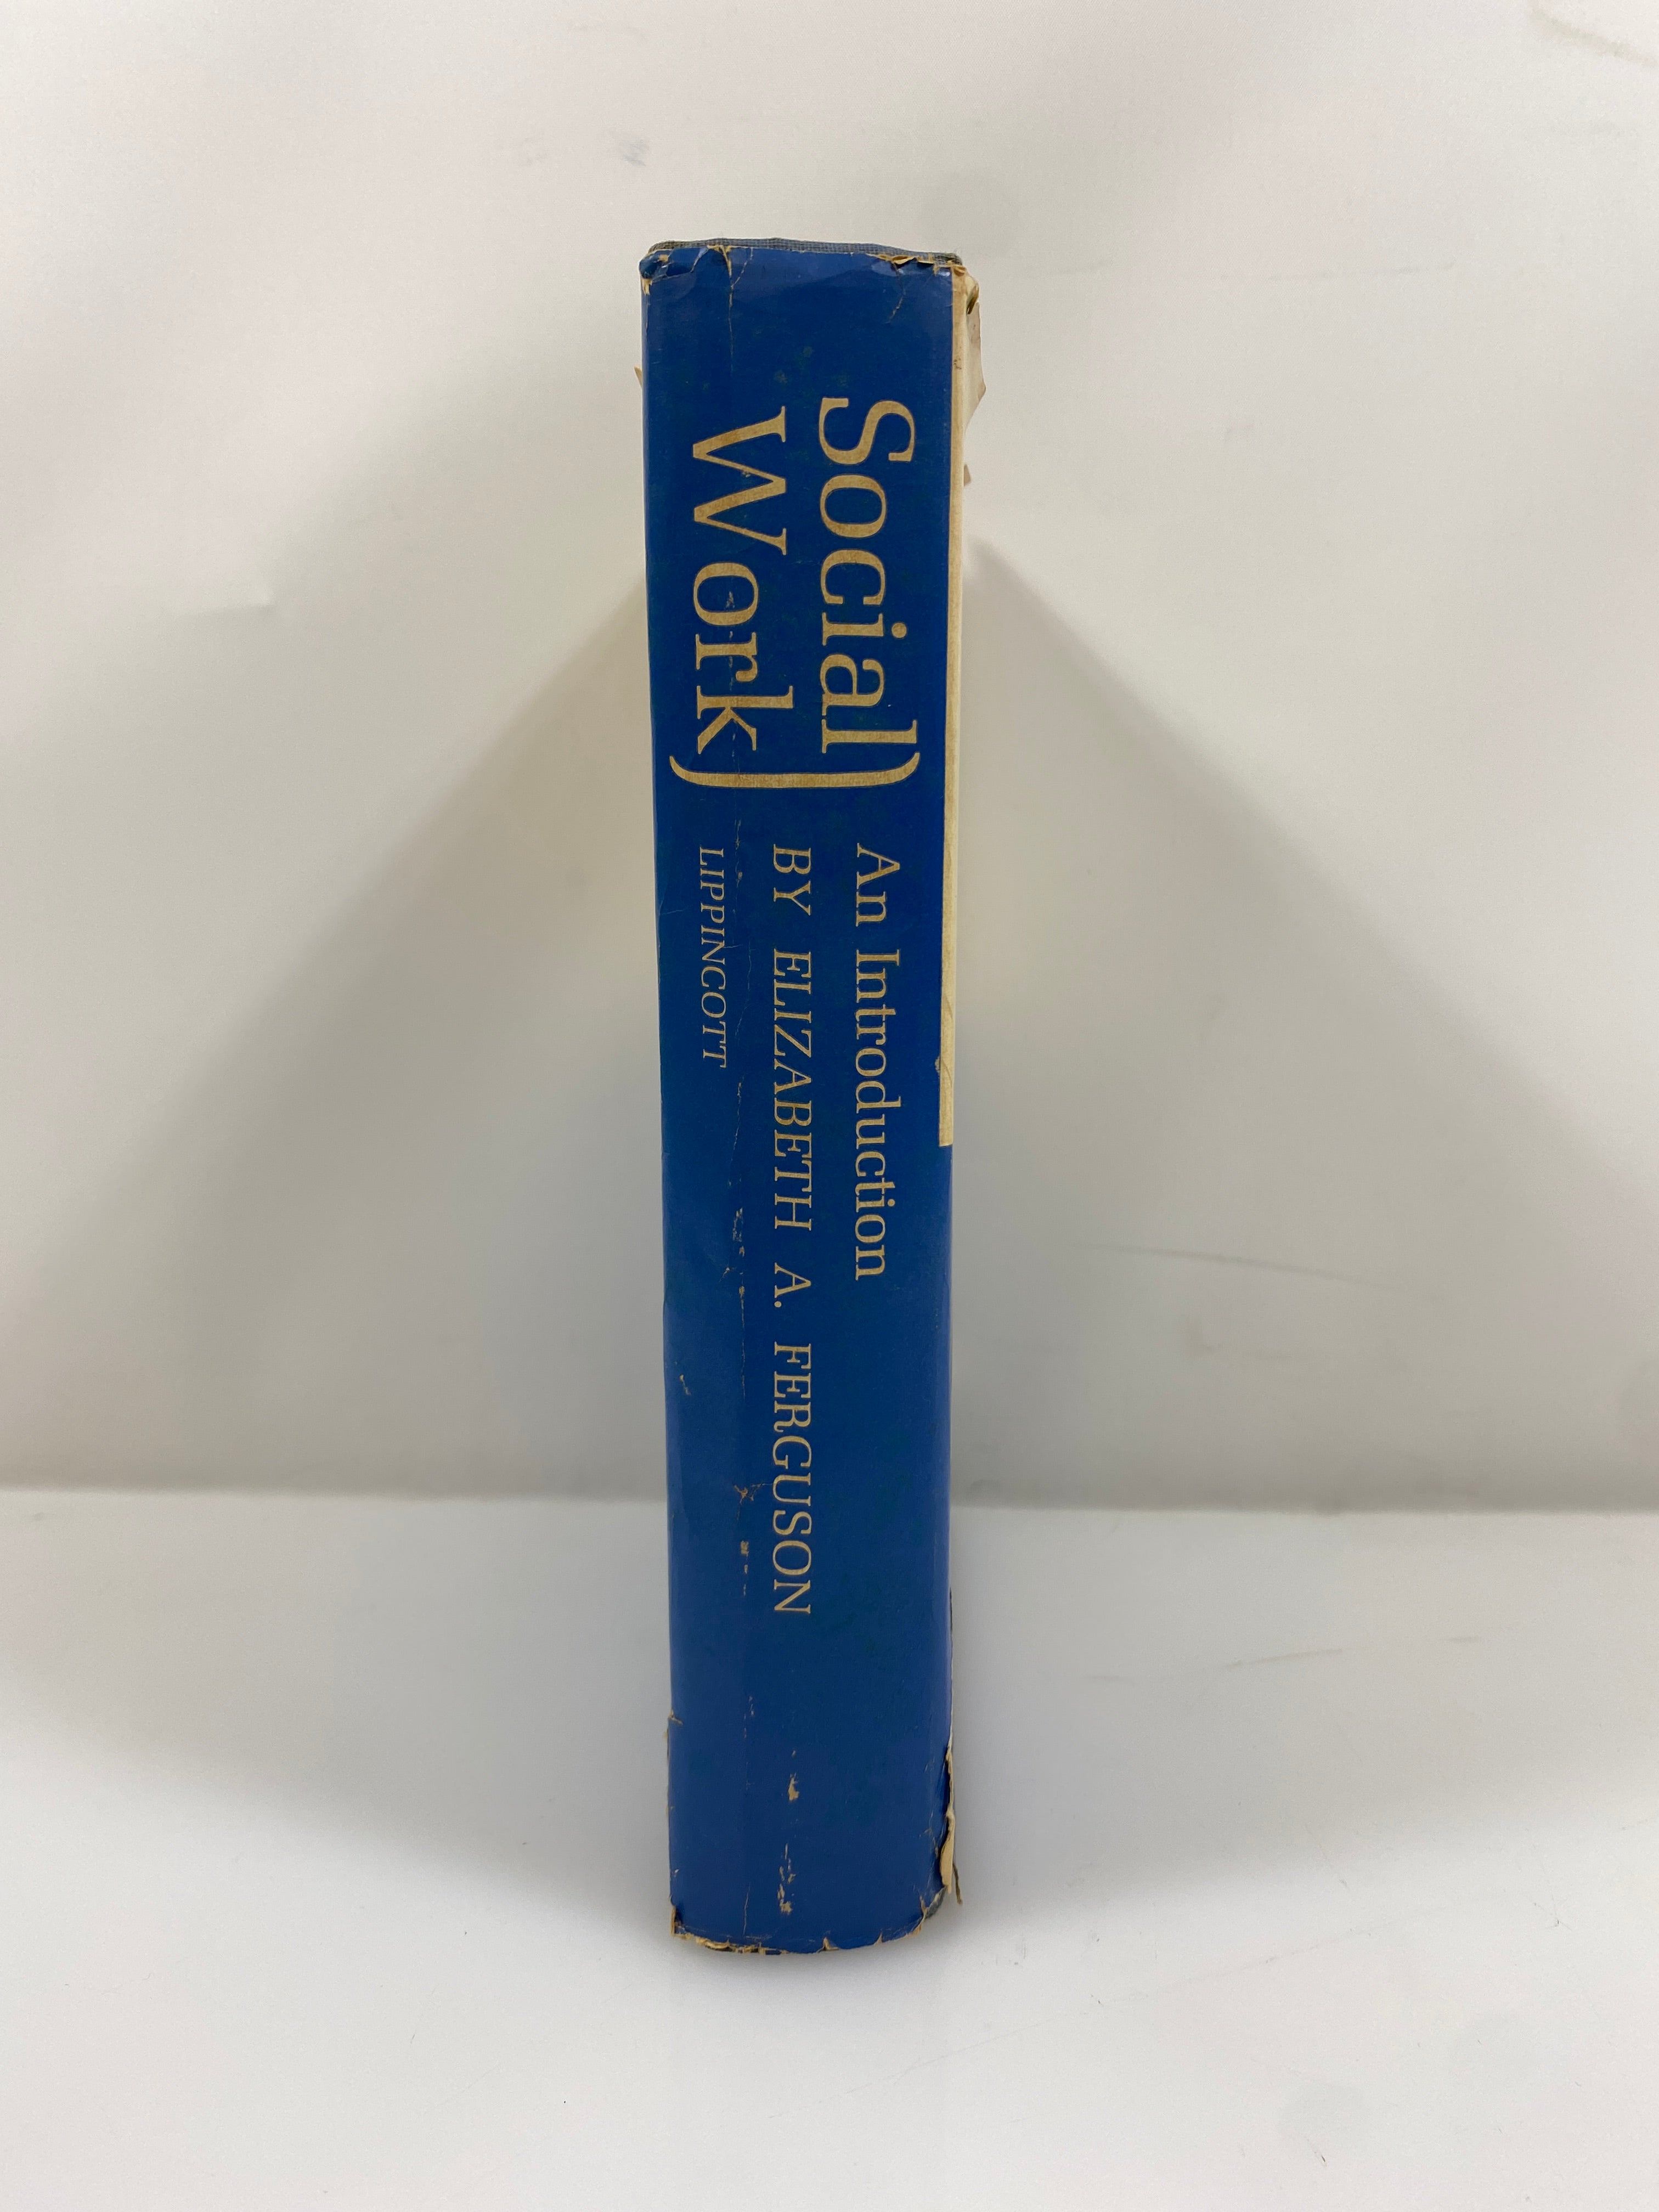 Social
Work
An Introduction
BY ELIZABETH A. FERGUSON
LIPPINCOTT